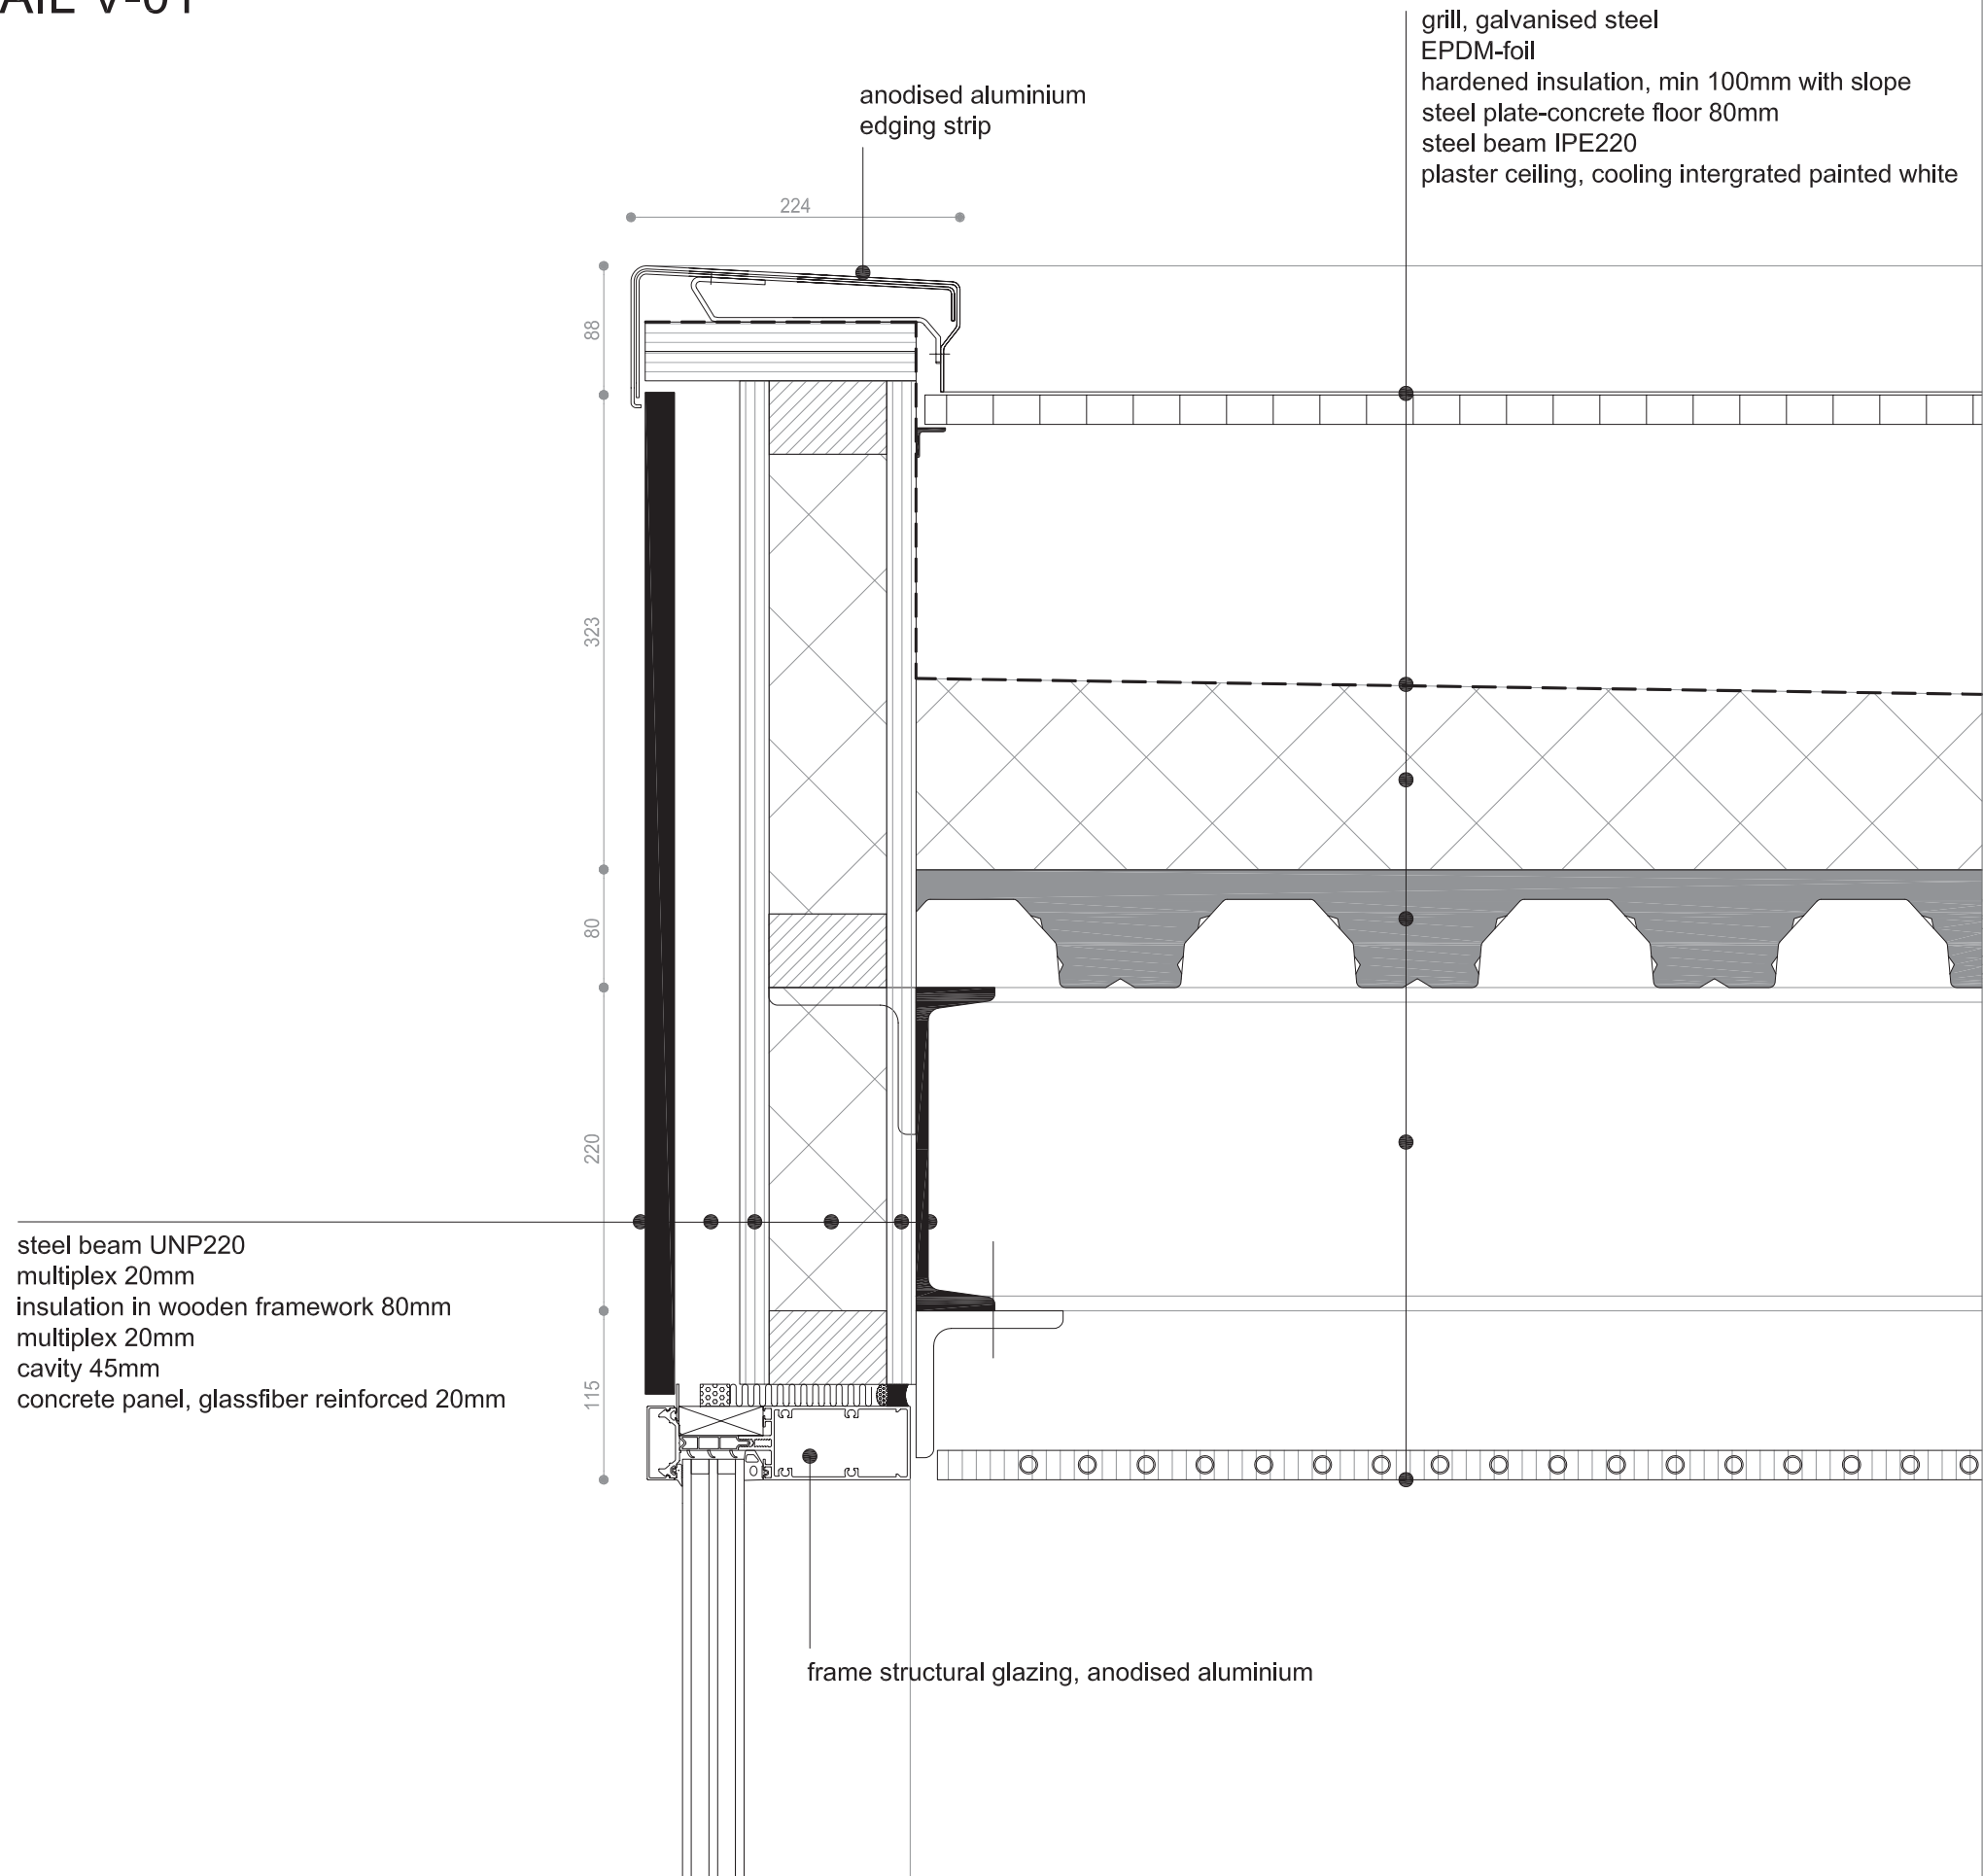 AIL V-01
grill, galvanised steel
EPDM-foil
hardened insulation, min 100mm with slope
steel plate-concrete floor 80mm
steel beam IPE220
plaster ceiling, cooling intergrated painted white
anodised aluminium
edging strip
224
88
323
80
220
115
steel beam UNP220
multiplex 20mm
insulation in wooden framework 80mm
multiplex 20mm
cavity 45mm
concrete panel, glassfiber reinforced 20mm
frame structural glazing, anodised aluminium